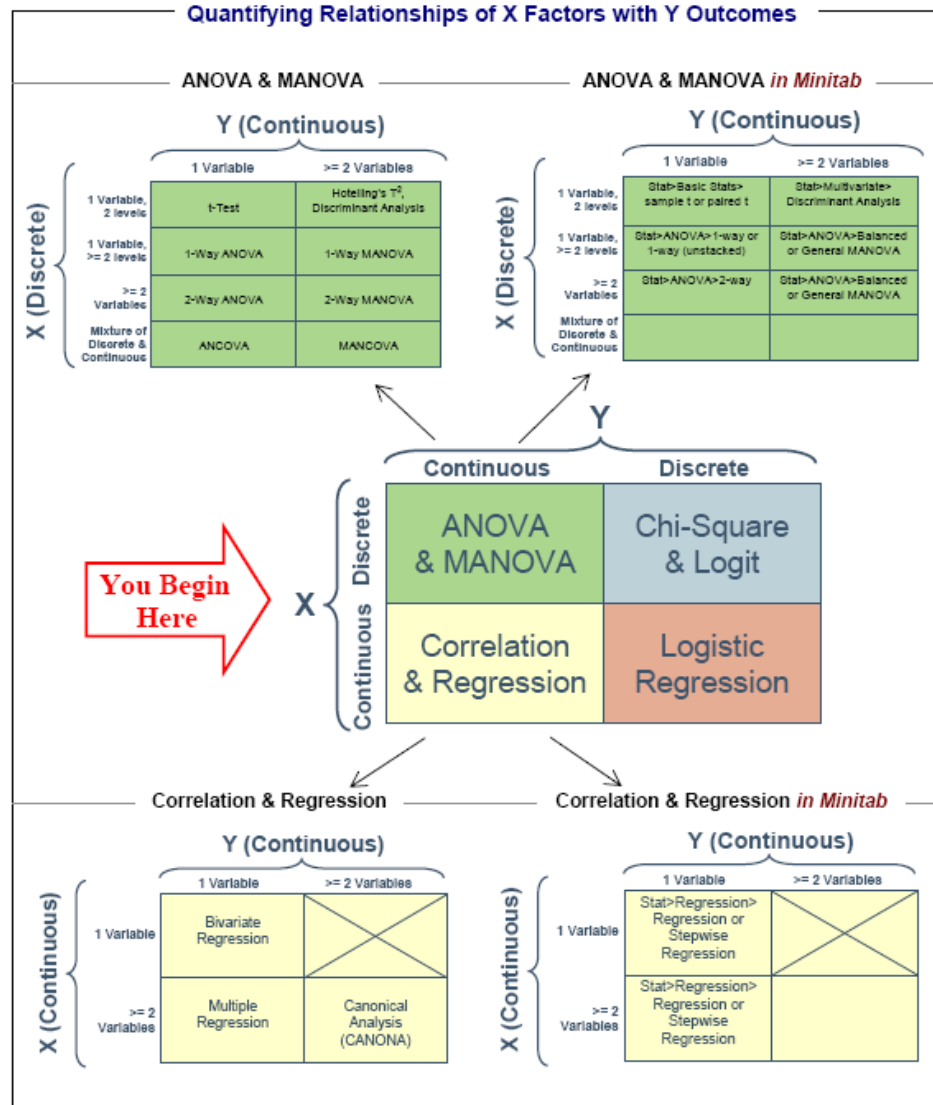 Quantifying Relationships of X Factors with Y Outcomes
ANOVA & MANOVA
Y (Continuous)
1 Variable
>= 2 Variables
X (Discrete)
1 Variable,
2 levels
t-Test
Hotelling's T²,
Discriminant Analysis
1 Variable,
>= 2 levels
1-Way ANOVA
1-Way MANOVA
>= 2
Variables
2-Way ANOVA
2-Way MANOVA
Mixture of
Discrete &
Continuous
ANCOVA
MANCOVA
ANOVA & MANOVA in Minitab
Y (Continuous)
1 Variable
>= 2 Variables
X (Discrete)
1 Variable,
2 levels
Stat>Basic Stats>
sample t or paired t
Stat>Multivariate>
Discriminant Analysis
1 Variable,
>= 2 levels
Stat>ANOVA>1-way or
1-way (unstacked)
Stat>ANOVA>Balanced
or General MANOVA
>= 2
Variables
Stat>ANOVA>2-way
Stat>ANOVA>Balanced
or General MANOVA
Mixture of
Discrete &
Continuous
You Begin
Here
Y
Continuous
Discrete
X
Discrete
Continuous
ANOVA
& MANOVA
Chi-Square
& Logit
Correlation
& Regression
Logistic
Regression
Correlation & Regression
Y (Continuous)
1 Variable
>= 2 Variables
X (Continuous)
1 Variable
Bivariate
Regression
>= 2
Variables
Multiple
Regression
Canonical
Analysis
(CANONA)
Correlation & Regression in Minitab
Y (Continuous)
1 Variable
>= 2 Variables
X (Continuous)
1 Variable
Stat>Regression>
Regression or
Stepwise
Regression
>= 2
Variables
Stat>Regression>
Regression or
Stepwise
Regression